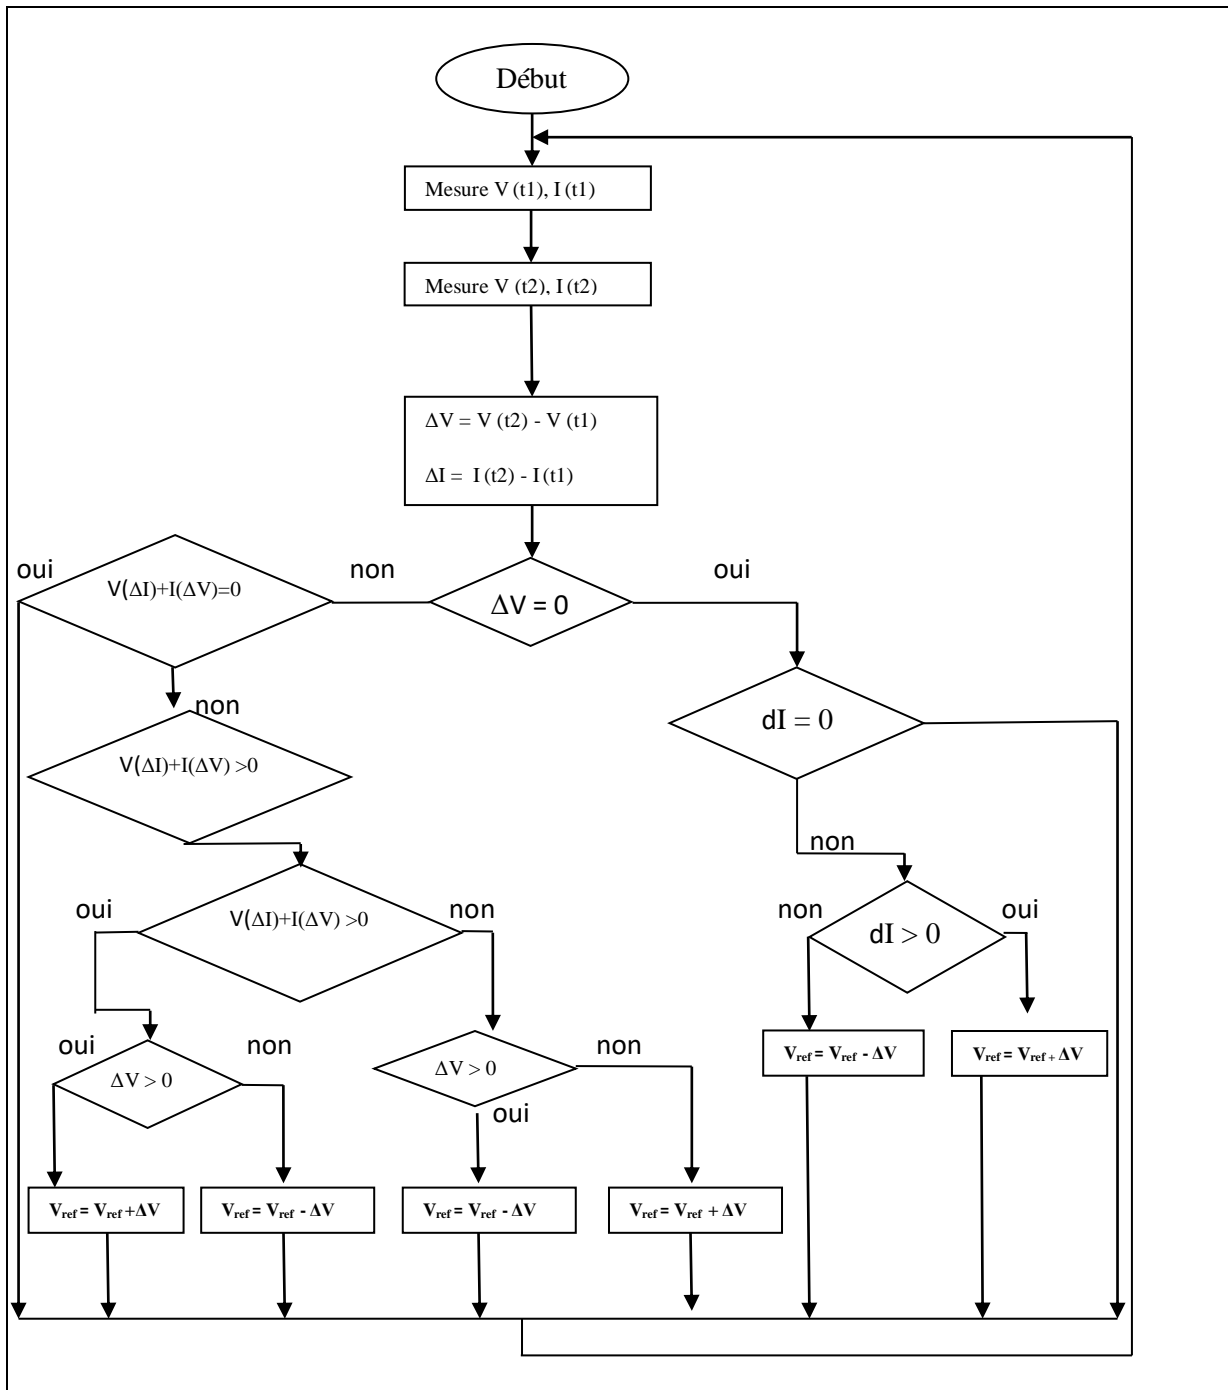 Début
Mesure V (t1), I (t1)
Mesure V (t2), I (t2)
ΔV = V (t2) - V (t1)
ΔI = I (t2) - I (t1)
oui
V(ΔI)+I(ΔV)=0
non
ΔV = 0
oui
non
dI = 0
V(ΔI)+I(ΔV) >0
non
oui
V(ΔI)+I(ΔV) >0
non
non
dI > 0
oui
oui
ΔV > 0
non
ΔV > 0
non
oui
Vref = Vref - ΔV
Vref = Vref + ΔV
Vref = Vref +ΔV
Vref = Vref - ΔV
Vref = Vref - ΔV
Vref = Vref + ΔV